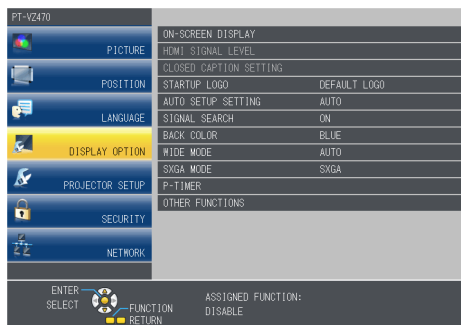 PT-VZ470
PICTURE
POSITION
LANGUAGE
DISPLAY OPTION
PROJECTOR SETUP
SECURITY
NETWORK
ON-SCREEN DISPLAY
HDMI SIGNAL LEVEL
CLOSED CAPTION SETTING
STARTUP LOGO DEFAULT LOGO
AUTO SETUP SETTING AUTO
SIGNAL SEARCH ON
BACK COLOR BLUE
WIDE MODE AUTO
SXGA MODE SXGA
P-TIMER
OTHER FUNCTIONS
ENTER
SELECT
FUNCTION
RETURN
ASSIGNED FUNCTION:
DISABLE